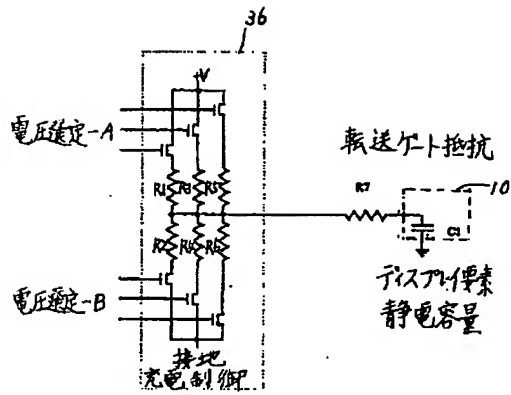 36
V
電圧選定-A
R1 R3 R5
転送ゲート抵抗
R7
10
C1
R2 R4 R6
ディスプレイ要素
静電容量
電圧選定-B
接地
充電制御